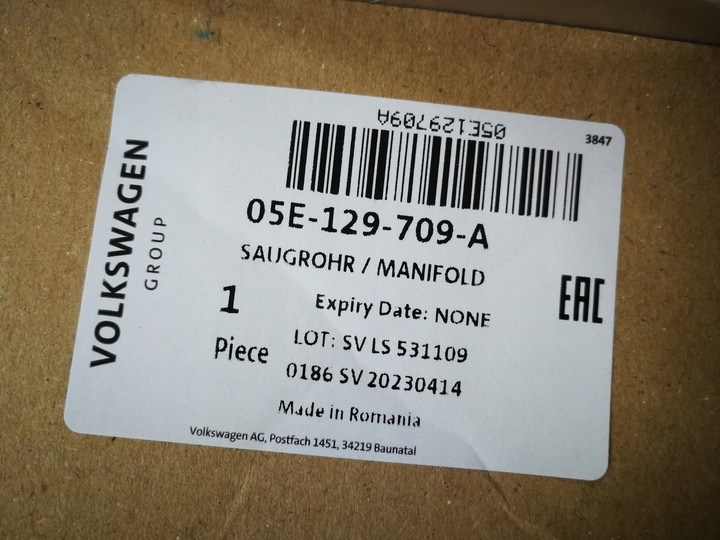 05E129709A
3847
05E-129-709-A
SAUGROHR / MANIFOLD
VOLKSWAGEN
GROUP
1
Piece
Expiry Date: NONE
EAC
LOT: SV LS 531109
0186 SV 20230414
Made in Romania
Volkswagen AG, Postfach 1451, 34219 Baunatal